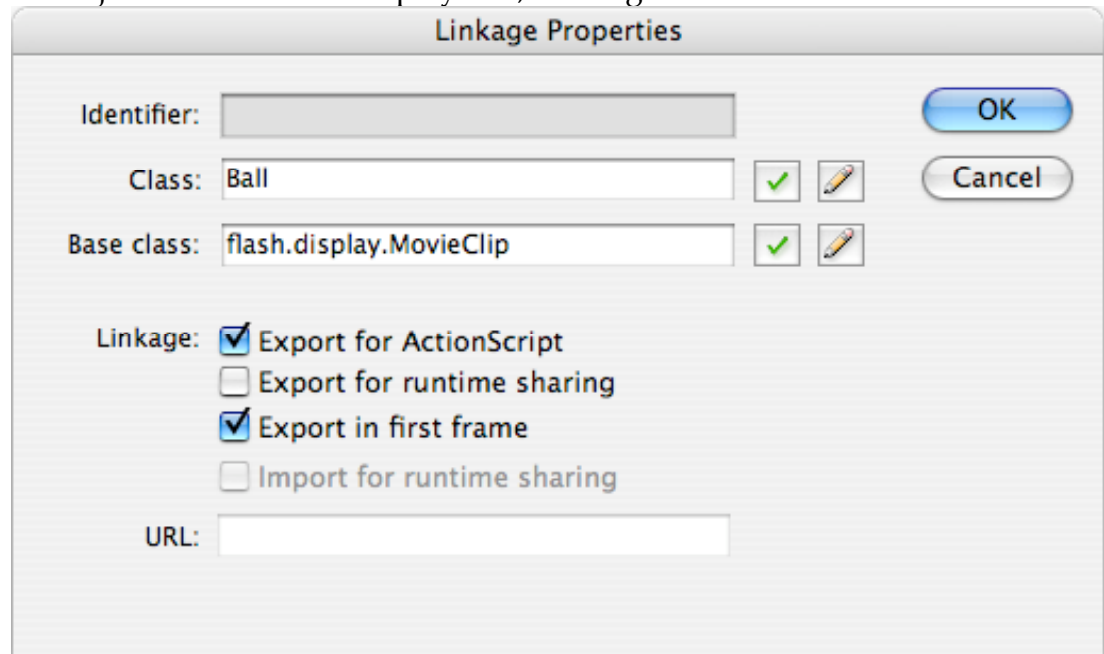 Linkage Properties
Identifier:
OK
Class: Ball
Cancel
Base class: flash.display.MovieClip
Linkage: Export for ActionScript
Export for runtime sharing
Export in first frame
Import for runtime sharing
URL: